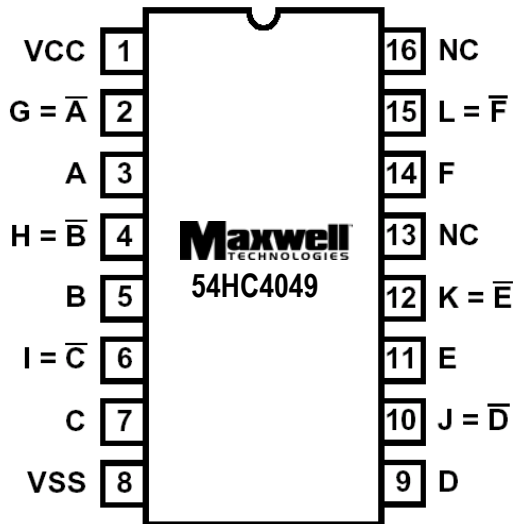 VCC 1 16 NC
G = A̅ 2 15 L = F̅
A 3 14 F
H = B̅ 4 13 NC
Maxwell
TECHNOLOGIES
54HC4049
B 5 12 K = E̅
I = C̅ 6 11 E
C 7 10 J = D̅
VSS 8 9 D